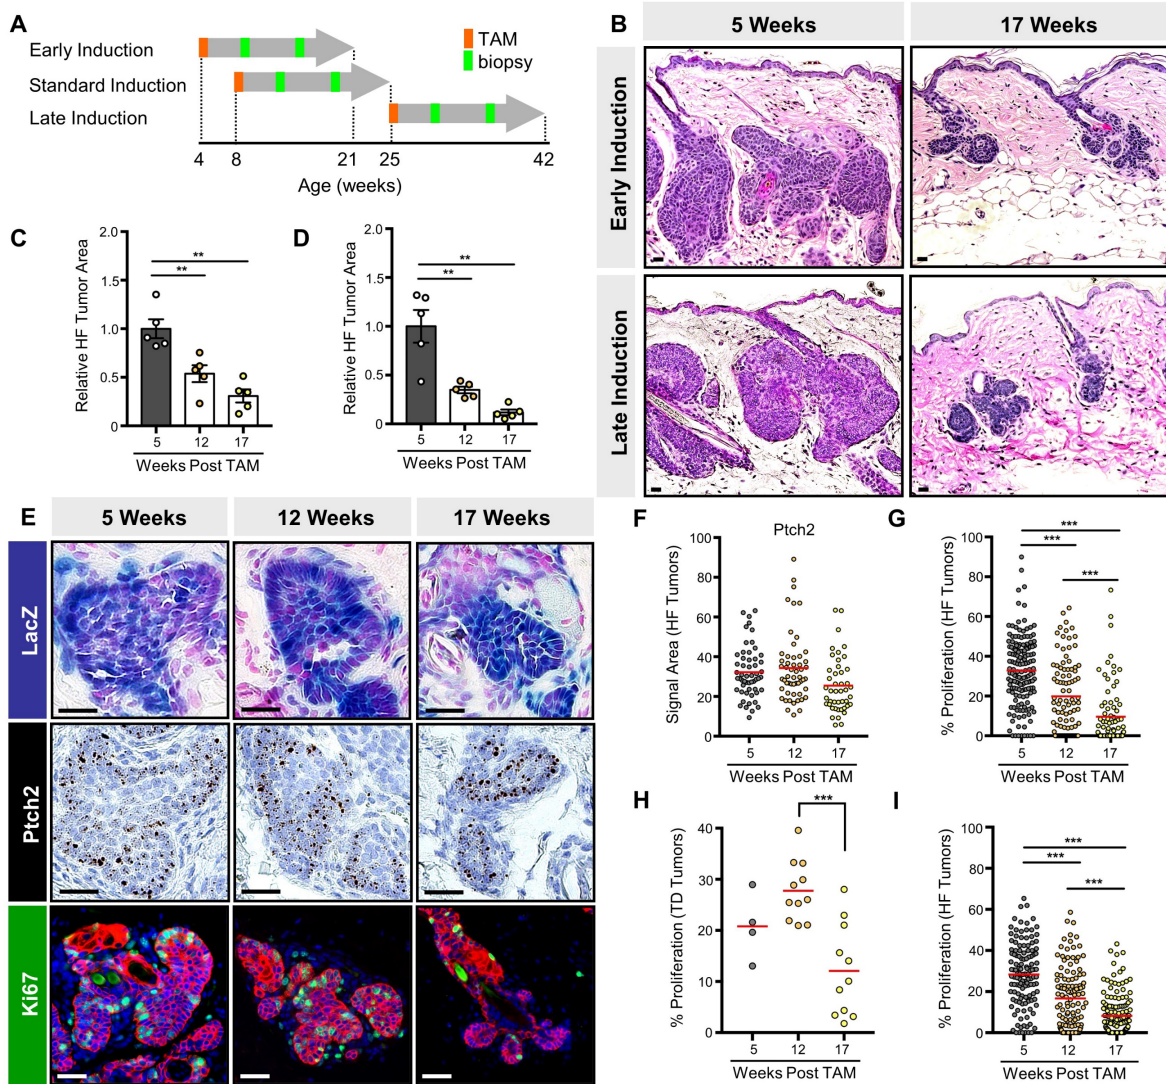 A
Early Induction
Standard Induction
Late Induction
TAM
biopsy
4 8 21 25 42
Age (weeks)
B
5 Weeks
17 Weeks
Early Induction
Late Induction
C
Relative HF Tumor Area
2.0
1.5
1.0
0.5
0
**
**
5 12 17
Weeks Post TAM
D
Relative HF Tumor Area
2.0
1.5
1.0
0.5
0
**
**
5 12 17
Weeks Post TAM
E
5 Weeks
12 Weeks
17 Weeks
LacZ
Ptch2
Ki67
F
Ptch2
Signal Area (HF Tumors)
100
80
60
40
20
0
5 12 17
Weeks Post TAM
G
% Proliferation (HF Tumors)
100
80
60
40
20
0
***
***
***
5 12 17
Weeks Post TAM
H
% Proliferation (TD Tumors)
40
30
20
10
0
***
5 12 17
Weeks Post TAM
I
% Proliferation (HF Tumors)
100
80
60
40
20
0
***
***
***
5 12 17
Weeks Post TAM